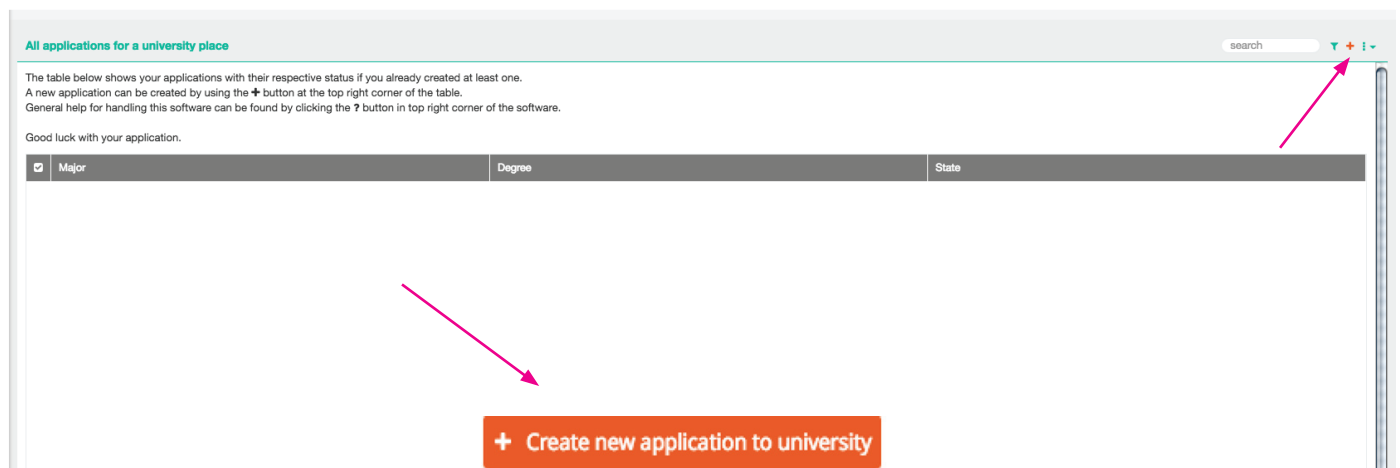 All applications for a university place
search
The table below shows your applications with their respective status if you already created at least one.
A new application can be created by using the + button at the top right corner of the table.
General help for handling this software can be found by clicking the ? button in top right corner of the software.
Good luck with your application.
Major Degree State
+ Create new application to university